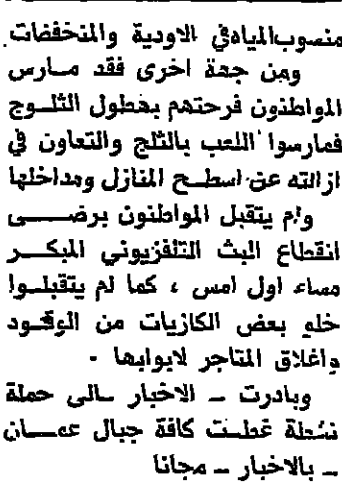 منسوب المياه في الاودية والمنخفضات.
ومن جهة اخرى فقد مارس
المواطنون فرحتهم بهطول الثلوج
فمارسوا اللعب بالثلج والتعاون في
ازالته عن اسطح المنازل ومداخلها
ولم يتقبل المواطنون برضى
انقطاع البث التلفزيوني المبكر
مساء اول امس ، كما لم يتقبلوا
خلو بعض الكازيات من الوقود
واغلاق المتاجر لابوابها -
وبادرت - الاخبار - الى حملة
نشطة غطت كافة جبال عمان
- بالاخبار - مجانا